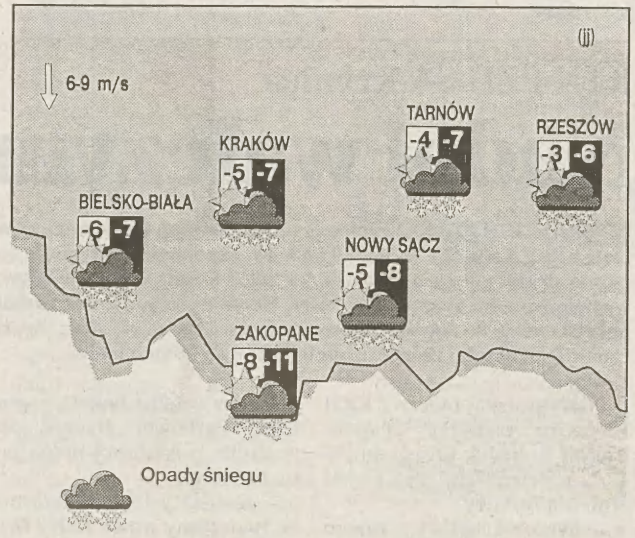 (jj)
6-9 m/s
TARNÓW
-4 -7
RZESZÓW
-3 -6
KRAKÓW
-5 -7
BIELSKO-BIAŁA
-6 -7
NOWY SĄCZ
-5 -8
ZAKOPANE
-8 -11
Opady śniegu